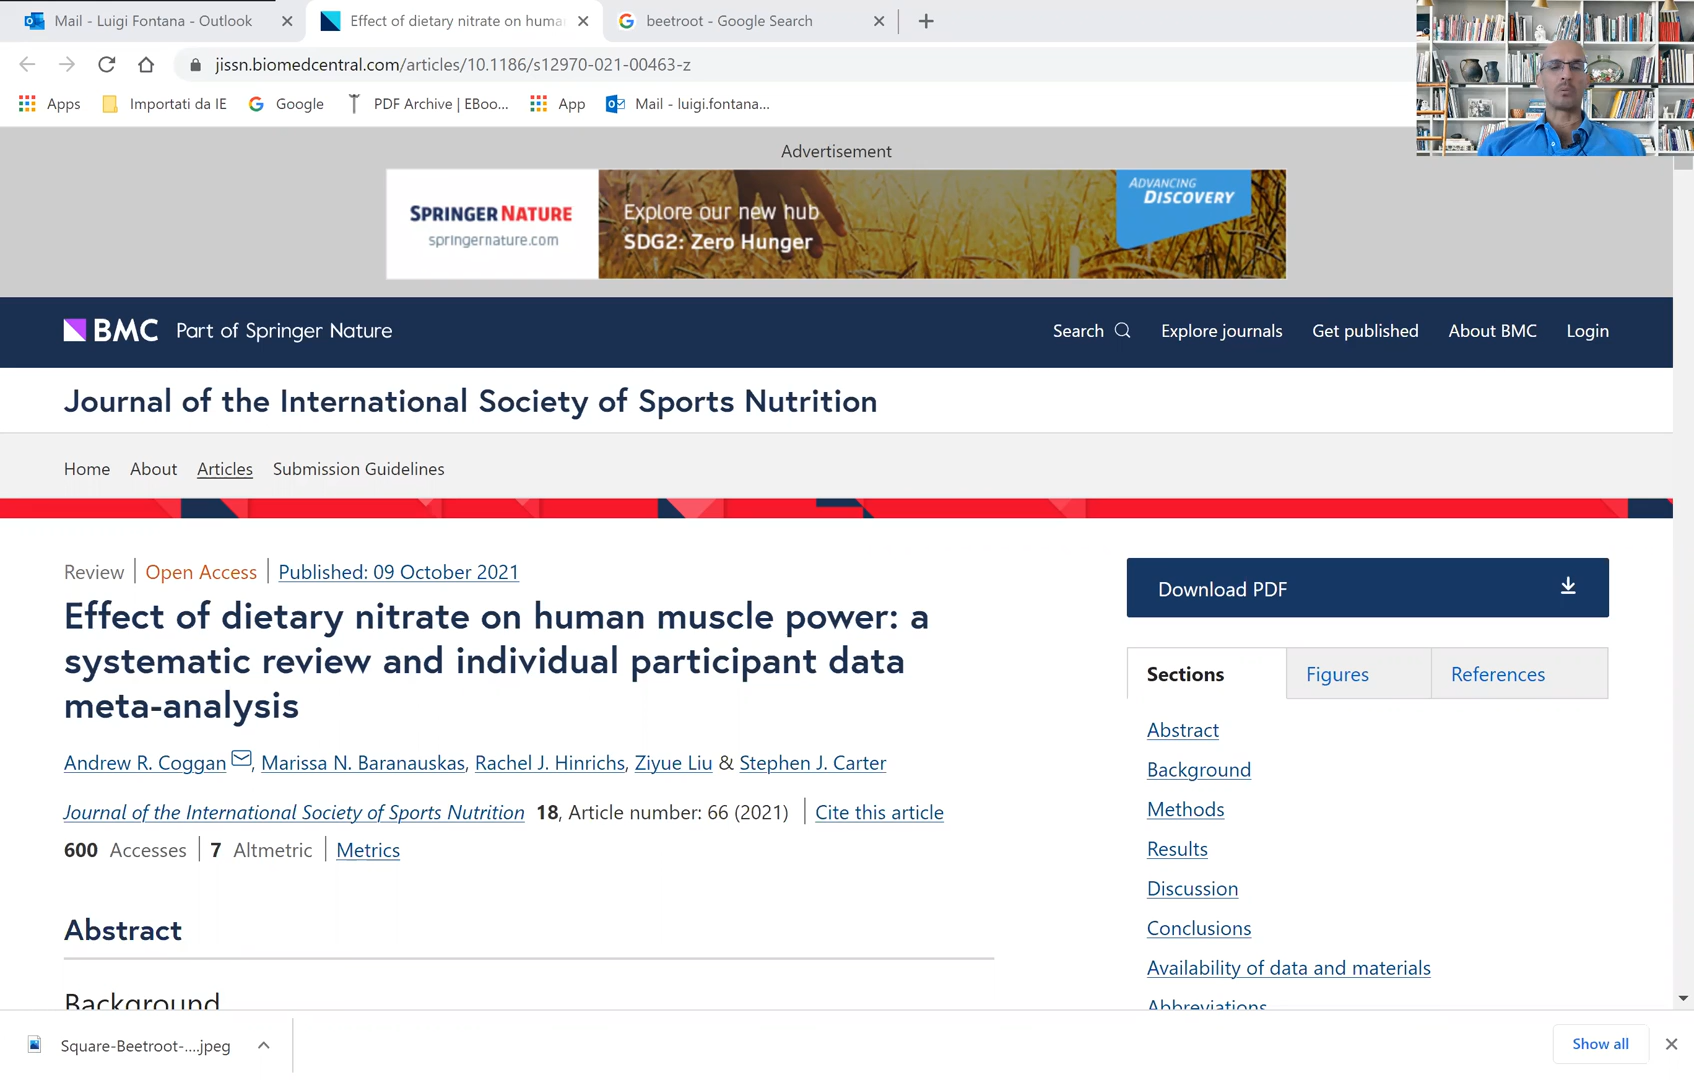 Mail - Luigi Fontana - Outlook
Effect of dietary nitrate on huma
beetroot - Google Search
jissn.biomedcentral.com/articles/10.1186/s12970-021-00463-z
Apps
Importati da IE
Google
PDF Archive | EBoo...
App
Mail - luigi.fontana...
Advertisement
SPRINGER NATURE
springernature.com
Explore our new hub
SDG2: Zero Hunger
ADVANCING
DISCOVERY
BMC Part of Springer Nature
Search
Explore journals
Get published
About BMC
Login
Journal of the International Society of Sports Nutrition
Home About Articles Submission Guidelines
Review | Open Access | Published: 09 October 2021
Effect of dietary nitrate on human muscle power: a
systematic review and individual participant data
meta-analysis
Andrew R. Coggan, Marissa N. Baranauskas, Rachel J. Hinrichs, Ziyue Liu & Stephen J. Carter
Journal of the International Society of Sports Nutrition 18, Article number: 66 (2021) | Cite this article
600 Accesses | 7 Altmetric | Metrics
Abstract
Background
Download PDF
Sections
Figures
References
Abstract
Background
Methods
Results
Discussion
Conclusions
Availability of data and materials
Abbreviations
Square-Beetroot-....jpeg
Show all